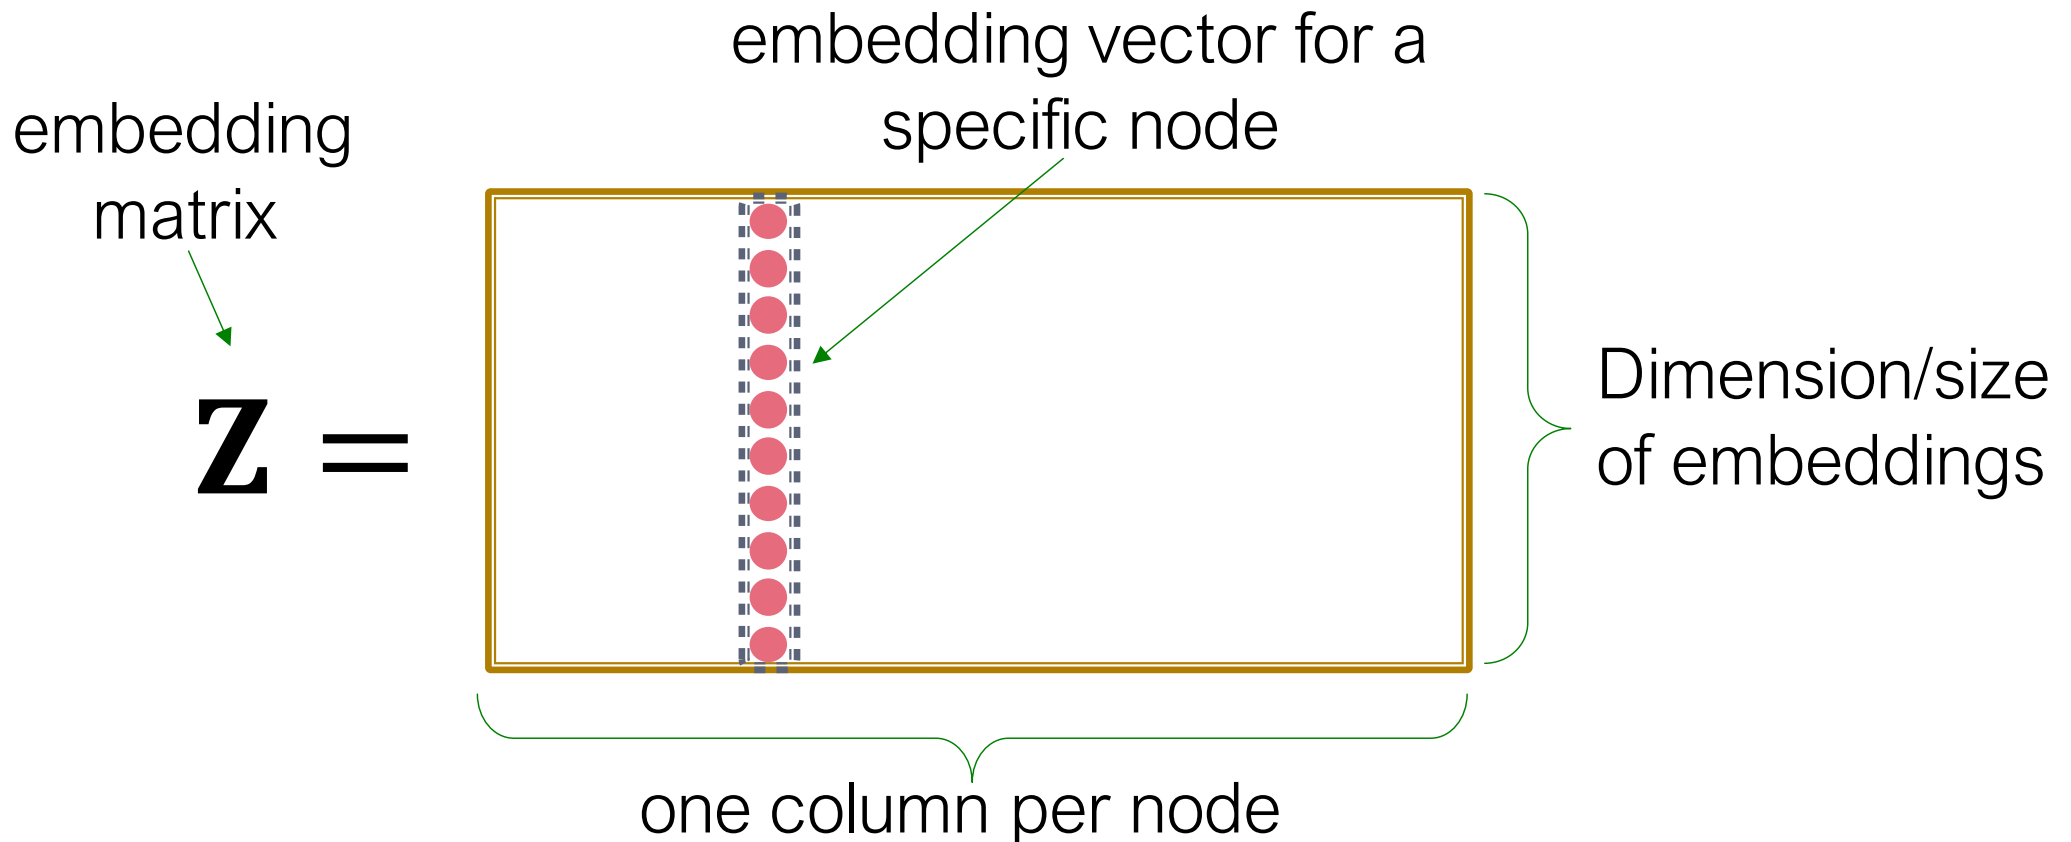 embedding vector for a
specific node
embedding
matrix
Z =
Dimension/size
of embeddings
one column per node